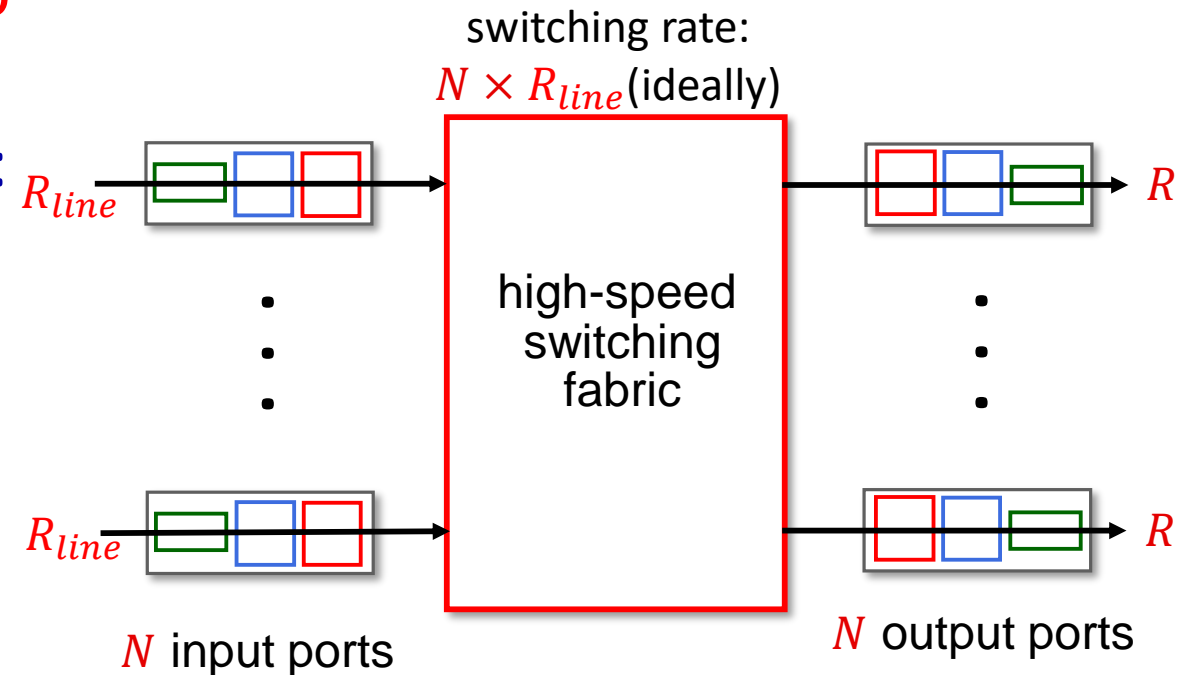 switching rate:
N × R_line (ideally)
:
R_line
R
high-speed
switching
fabric
R_line
R
N input ports
N output ports